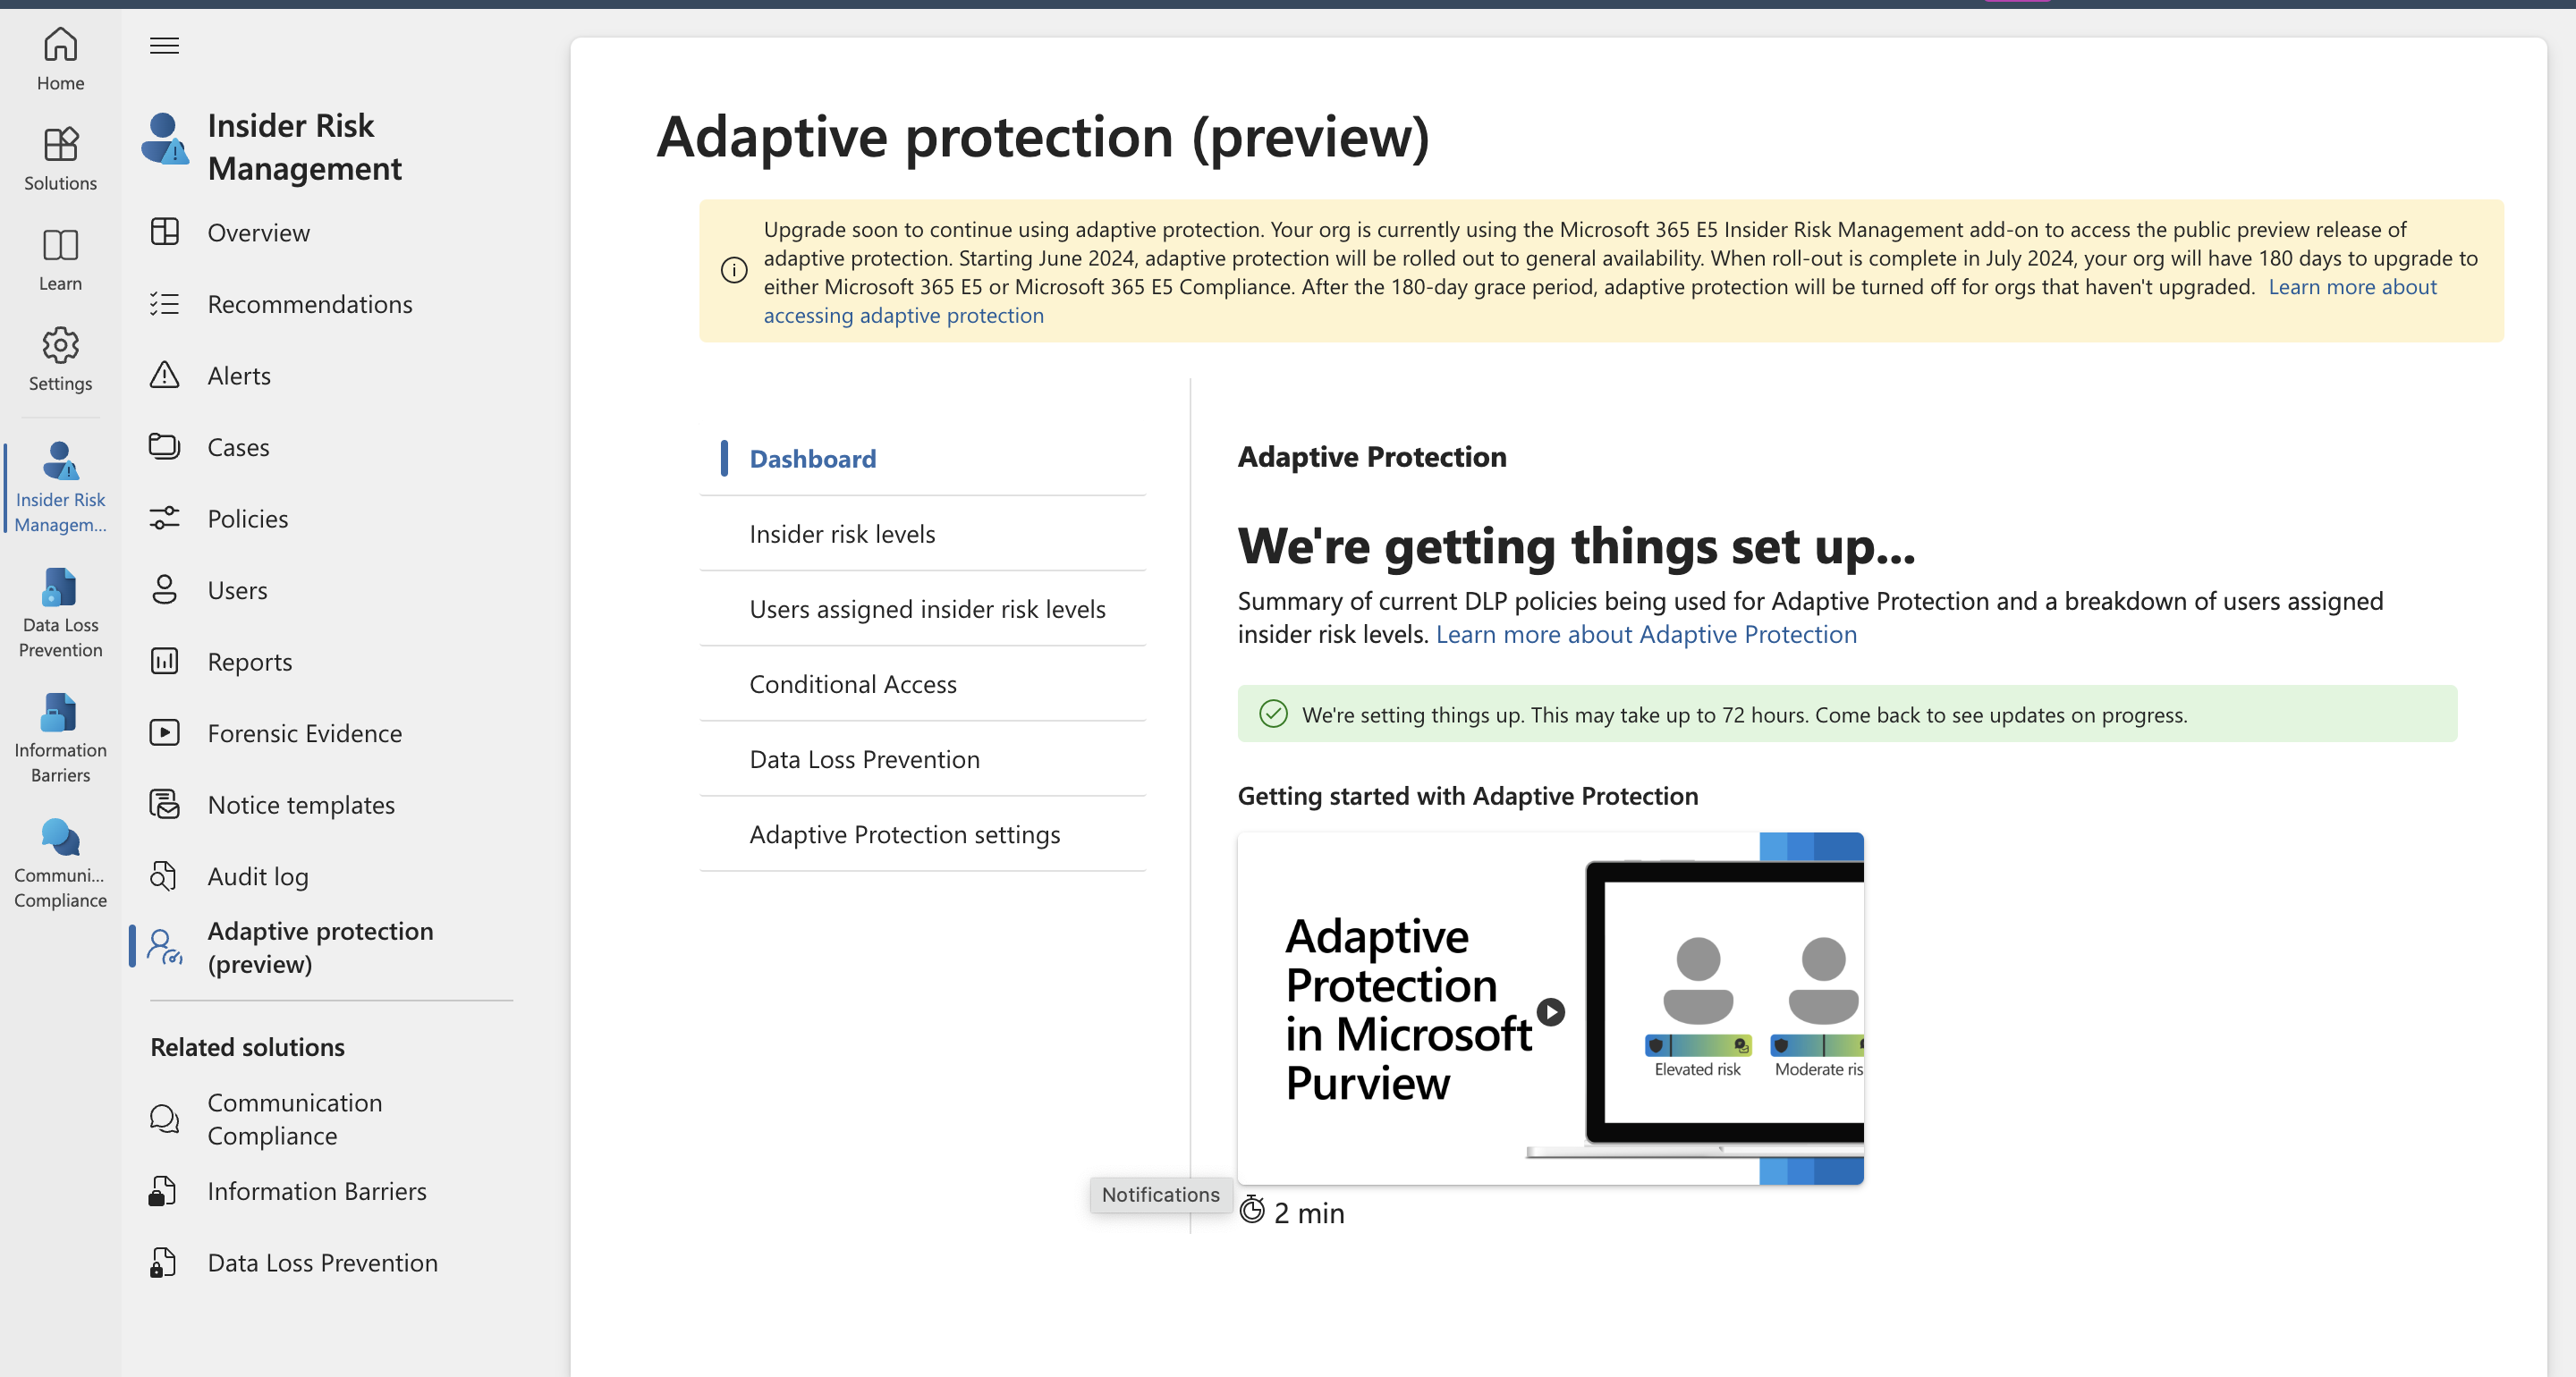 Home
Solutions
Learn
Settings
Insider Risk
Managem...
Data Loss
Prevention
Information
Barriers
Communi...
Compliance
Insider Risk
Management
Overview
Recommendations
Alerts
Cases
Policies
Users
Reports
Forensic Evidence
Notice templates
Audit log
Adaptive protection
(preview)
Related solutions
Communication
Compliance
Information Barriers
Data Loss Prevention
Adaptive protection (preview)
Upgrade soon to continue using adaptive protection. Your org is currently using the Microsoft 365 E5 Insider Risk Management add-on to access the public preview release of
adaptive protection. Starting June 2024, adaptive protection will be rolled out to general availability. When roll-out is complete in July 2024, your org will have 180 days to upgrade to
either Microsoft 365 E5 or Microsoft 365 E5 Compliance. After the 180-day grace period, adaptive protection will be turned off for orgs that haven't upgraded. Learn more about
accessing adaptive protection
Dashboard
Insider risk levels
Users assigned insider risk levels
Conditional Access
Data Loss Prevention
Adaptive Protection settings
Adaptive Protection
We're getting things set up...
Summary of current DLP policies being used for Adaptive Protection and a breakdown of users assigned
insider risk levels. Learn more about Adaptive Protection
We're setting things up. This may take up to 72 hours. Come back to see updates on progress.
Getting started with Adaptive Protection
Adaptive
Protection
in Microsoft
Purview
Elevated risk
Moderate ris
Notifications
2 min